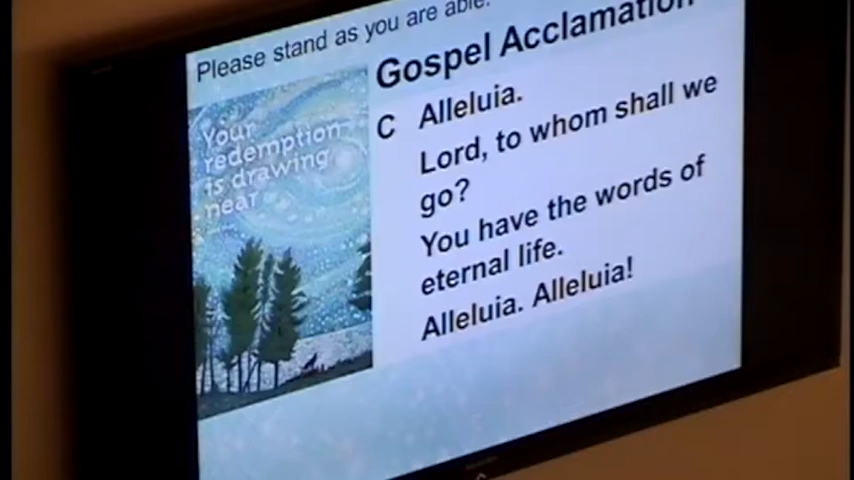 Please stand as you are able.
Gospel Acclamation
C Alleluia.
Lord, to whom shall we
go?
You have the words of
eternal life.
Alleluia. Alleluia!
Your
redemption
is drawing
near